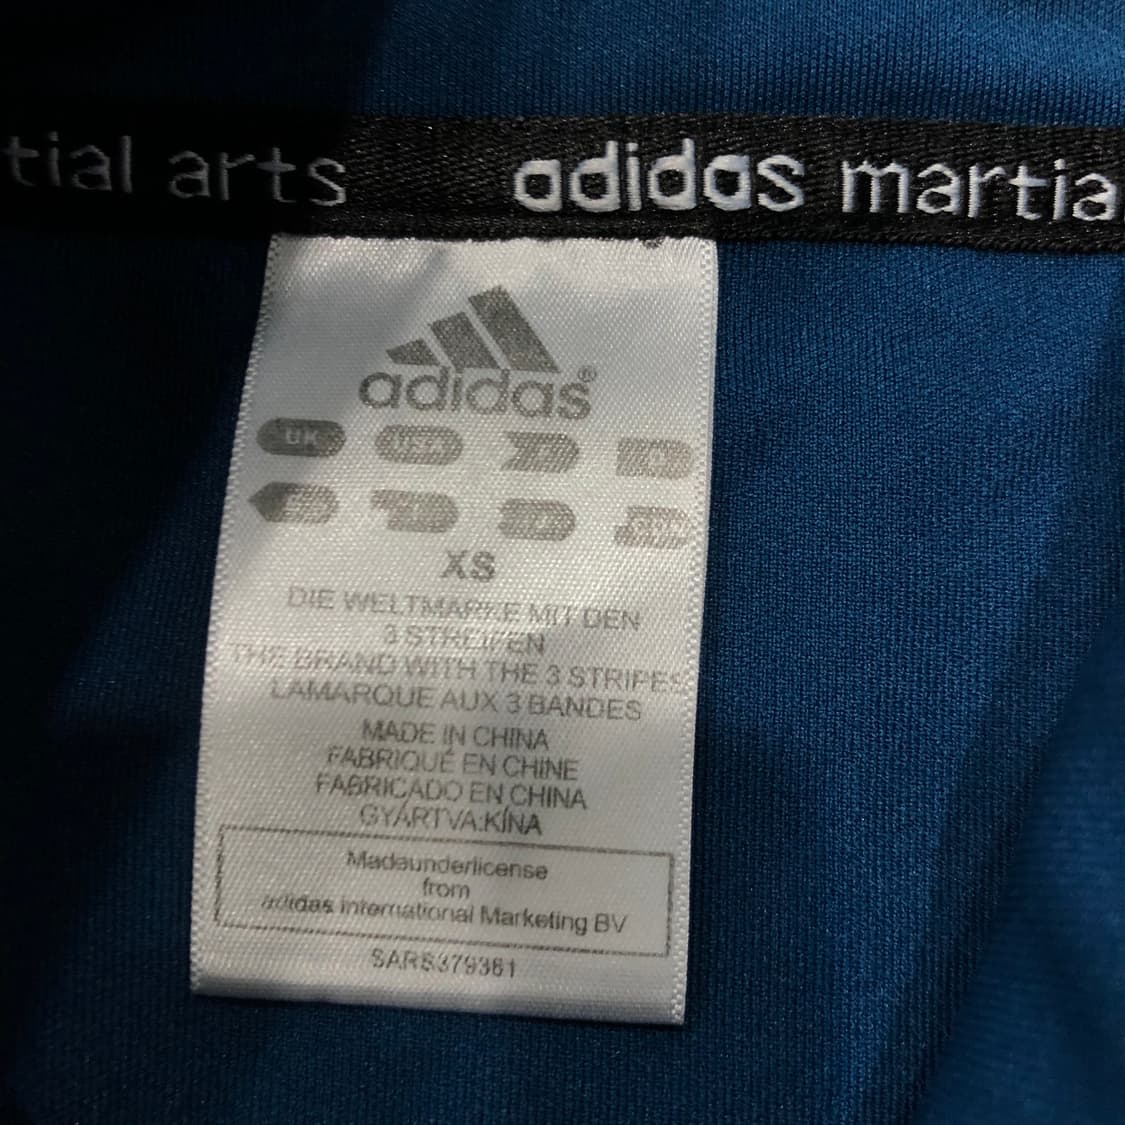 tial arts adidas martia
adidas®
UK USA
XS
DIE WELTMARKE MIT DEN
3 STREIFEN
THE BRAND WITH THE 3 STRIPES
LAMARQUE AUX 3 BANDES
MADE IN CHINA
FABRIQUÉ EN CHINE
FABRICADO EN CHINA
GYÁRTVA:KÍNA
Madeunderlicense
from
adidas international Marketing BV
SARS379361